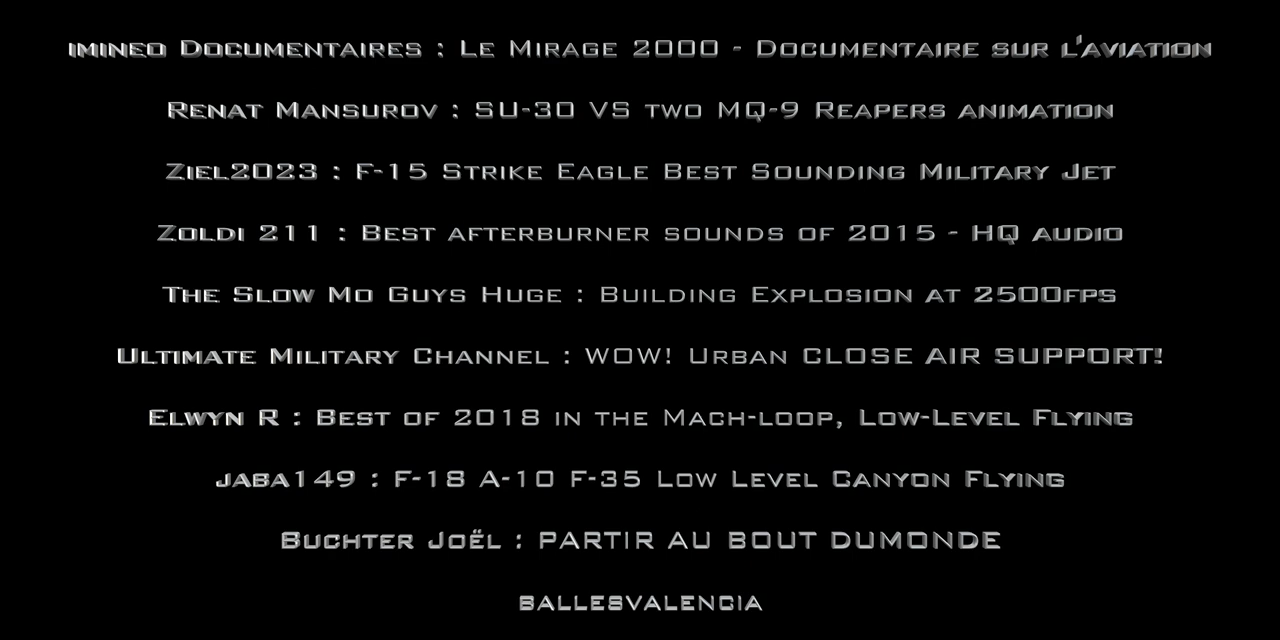 imineo Documentaires : Le Mirage 2000 - Documentaire sur l'aviation
Renat Mansurov : SU-30 VS two MQ-9 Reapers animation
Ziel2023 : F-15 Strike Eagle Best Sounding Military Jet
Zoldi 211 : Best afterburner sounds of 2015 - HQ audio
The Slow Mo Guys Huge : Building Explosion at 2500fps
Ultimate Military Channel : WOW! Urban CLOSE AIR SUPPORT!
Elwyn R : Best of 2018 in the Mach-loop, Low-Level Flying
jaba149 : F-18 A-10 F-35 Low Level Canyon Flying
Buchter Joël : PARTIR AU BOUT DUMONDE
ballesvalencia